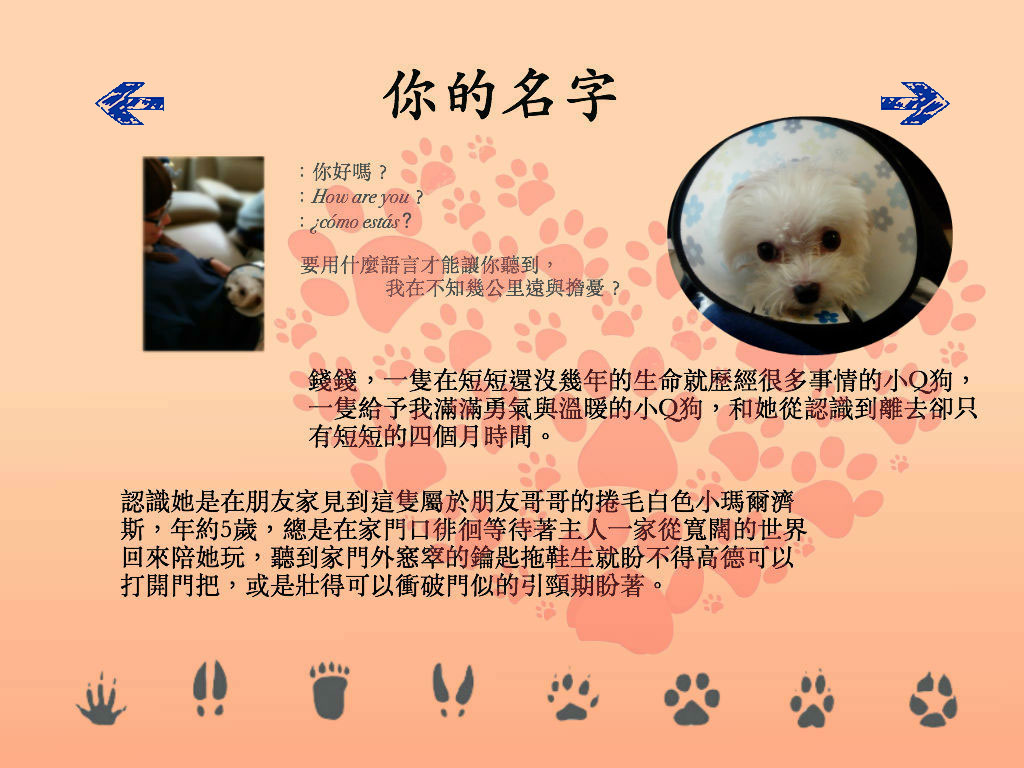 你的名字
：你好嗎？
：How are you？
：¿cómo estás?
要用什麼語言才能讓你聽到，
我在不知幾公里遠與擔憂？
錢錢，一隻在短短還沒幾年的生命就歷經很多事情的小Q狗，
一隻給予我滿滿勇氣與溫暖的小Q狗，和她從認識到離去卻只
有短短的四個月時間。
認識她是在朋友家見到這隻屬於朋友哥哥的捲毛白色小瑪爾濟
斯，年約5歲，總是在家門口徘徊等待著主人一家從寬闊的世界
回來陪她玩，聽到家門外窸窣的鑰匙拖鞋生就盼不得高德可以
打開門把，或是壯得可以衝破門似的引頸期盼著。